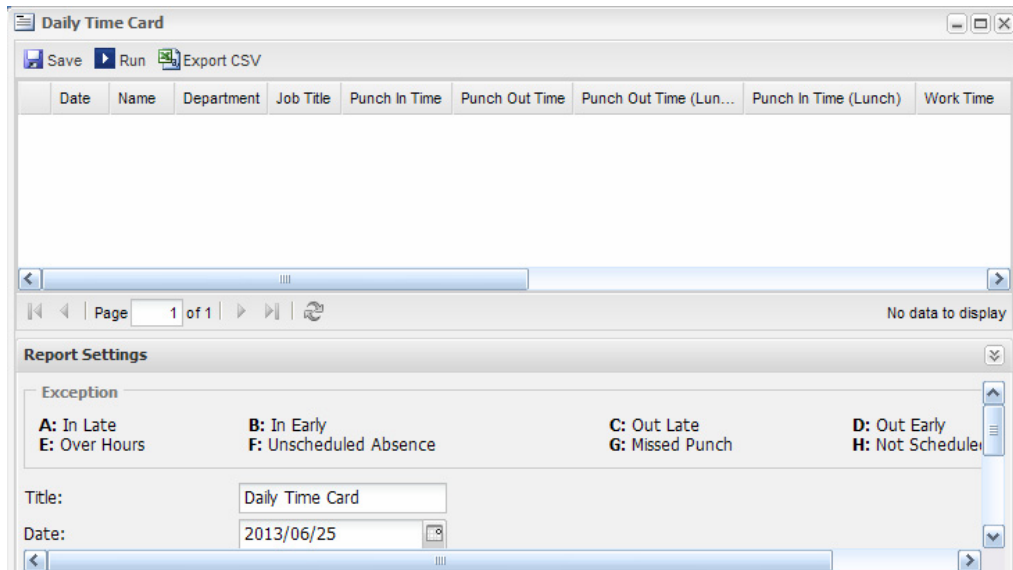 Daily Time Card
Save Run Export CSV
Date Name Department Job Title Punch In Time Punch Out Time Punch Out Time (Lun... Punch In Time (Lunch) Work Time
Page 1 of 1 No data to display
Report Settings
Exception
A: In Late B: In Early C: Out Late D: Out Early
E: Over Hours F: Unscheduled Absence G: Missed Punch H: Not Scheduled
Title: Daily Time Card
Date: 2013/06/25